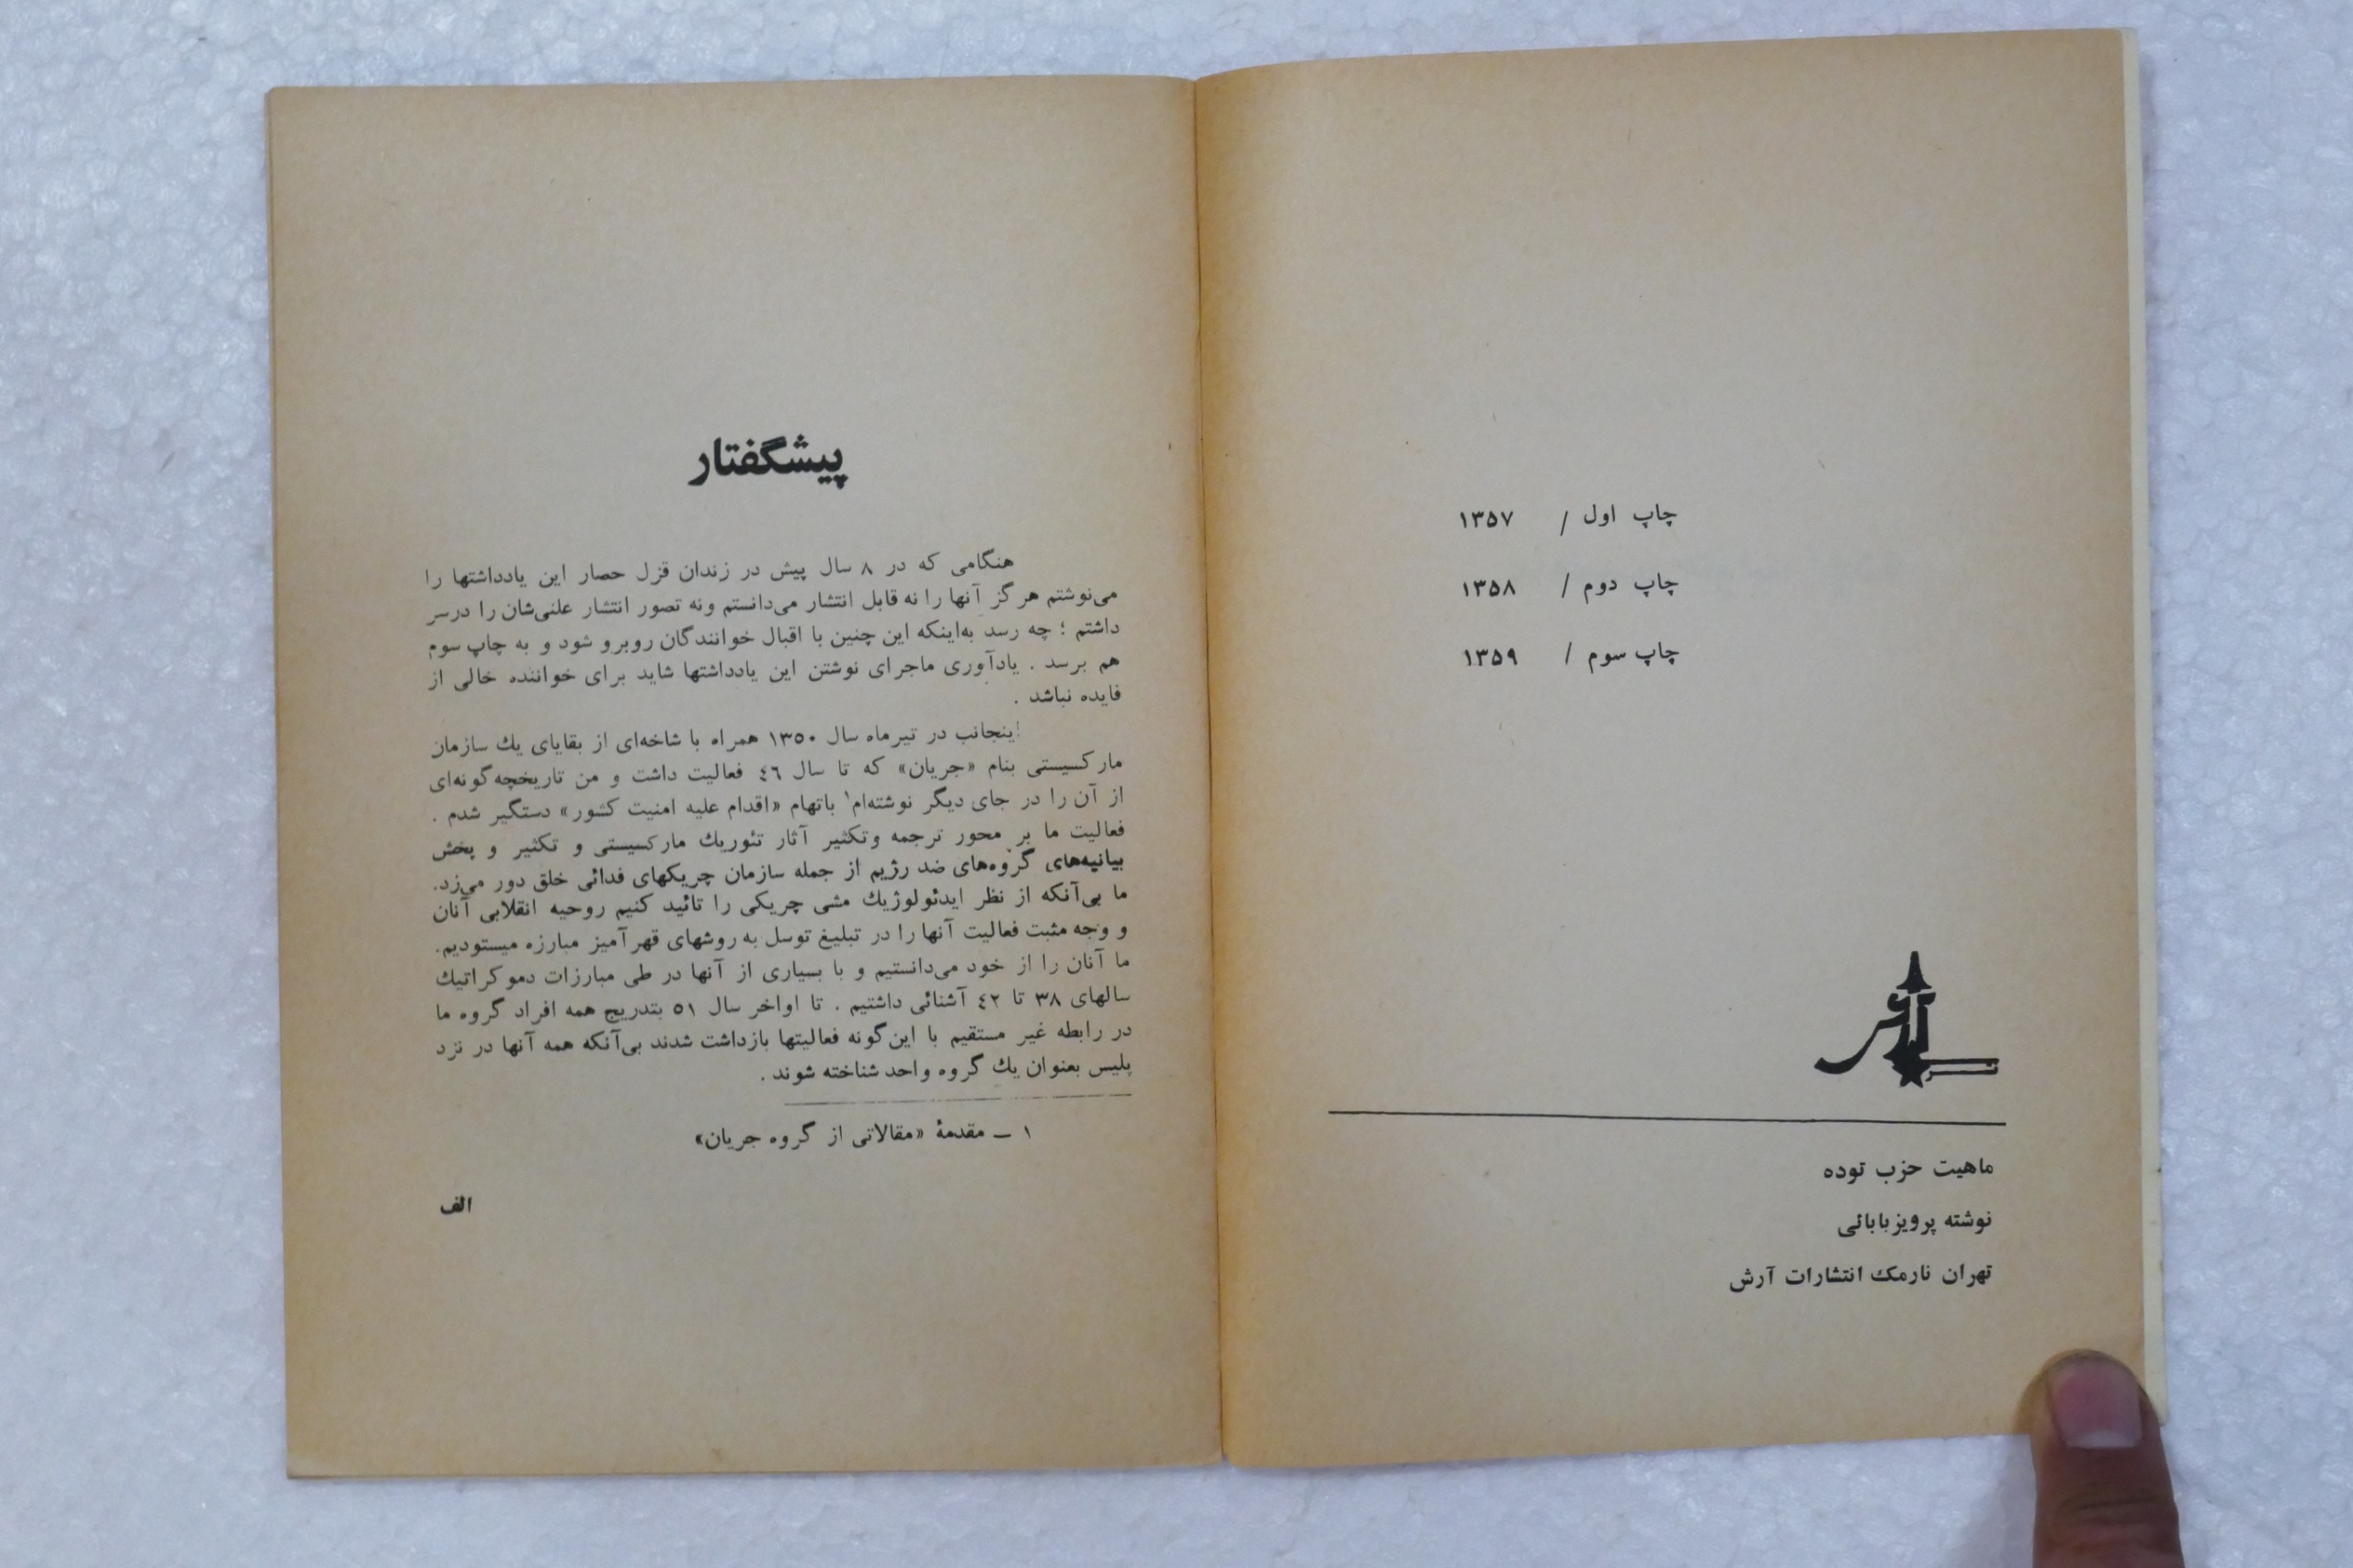 چاپ اول / ۱۳۵۷
چاپ دوم / ۱۳۵۸
چاپ سوم / ۱۳۵۹
ماهیت حزب توده
نوشته پرویز بابائی
تهران نارمک انتشارات آرش
پیشگفتار
هنگامی که در ۸ سال پیش در زندان قزل حصار این یادداشتها را
می‌نوشتم هرگز آنها را نه قابل انتشار می‌دانستم ونه تصور انتشار علنی‌شان را درسر
داشتم ؛ چه رسد به‌اینکه این چنین با اقبال خوانندگان روبرو شود و به چاپ سوم
هم برسد . یادآوری ماجرای نوشتن این یادداشتها شاید برای خواننده خالی از
فایده نباشد .
اینجانب در تیرماه سال ۱۳۵۰ همراه با شاخه‌ای از بقایای یك سازمان
مارکسیستی بنام «جریان» که تا سال ٤٦ فعالیت داشت و من تاریخچه‌گونه‌ای
از آن را در جای دیگر نوشته‌ام۱ باتهام «اقدام علیه امنیت کشور» دستگیر شدم .
فعالیت ما بر محور ترجمه وتکثیر آثار تئوریك مارکسیستی و تکثیر و پخش
بیانیه‌های گروه‌های ضد رژیم از جمله سازمان چریکهای فدائی خلق دور می‌زد.
ما بی‌آنکه از نظر ایدئولوژیك مشی چریکی را تائید کنیم روحیه انقلابی آنان
و وجه مثبت فعالیت آنها را در تبلیغ توسل به روشهای قهرآمیز مبارزه میستودیم.
ما آنان را از خود می‌دانستیم و با بسیاری از آنها در طی مبارزات دموکراتیك
سالهای ۳۸ تا ٤٢ آشنائی داشتیم . تا اواخر سال ۵۱ بتدریج همه افراد گروه ما
در رابطه غیر مستقیم با این‌گونه فعالیتها بازداشت شدند بی‌آنکه همه آنها در نزد
پلیس بعنوان یك گروه واحد شناخته شوند .
۱ – مقدمهٔ «مقالاتی از گروه جریان»
الف